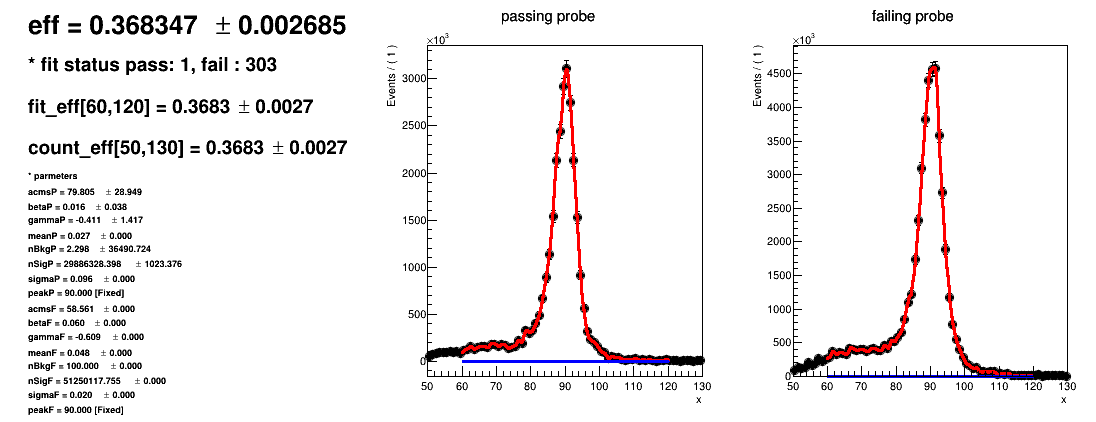 eff = 0.368347 ± 0.002685
* fit status pass: 1, fail : 303
fit_eff[60,120] = 0.3683 ± 0.0027
count_eff[50,130] = 0.3683 ± 0.0027
* parmeters
acmsP = 79.805 ± 28.949
betaP = 0.016 ± 0.038
gammaP = -0.411 ± 1.417
meanP = 0.027 ± 0.000
nBkgP = 2.298 ± 36490.724
nSigP = 29886328.398 ± 1023.376
sigmaP = 0.096 ± 0.000
peakP = 90.000 [Fixed]
acmsF = 58.561 ± 0.000
betaF = 0.060 ± 0.000
gammaF = -0.609 ± 0.000
meanF = 0.048 ± 0.000
nBkgF = 100.000 ± 0.000
nSigF = 51250117.755 ± 0.000
sigmaF = 0.020 ± 0.000
peakF = 90.000 [Fixed]
passing probe
×10³
Events / ( 1 )
3000
2500
2000
1500
1000
500
0
50 60 70 80 90 100 110 120 130
x
failing probe
×10³
Events / ( 1 )
4500
4000
3500
3000
2500
2000
1500
1000
500
0
50 60 70 80 90 100 110 120 130
x